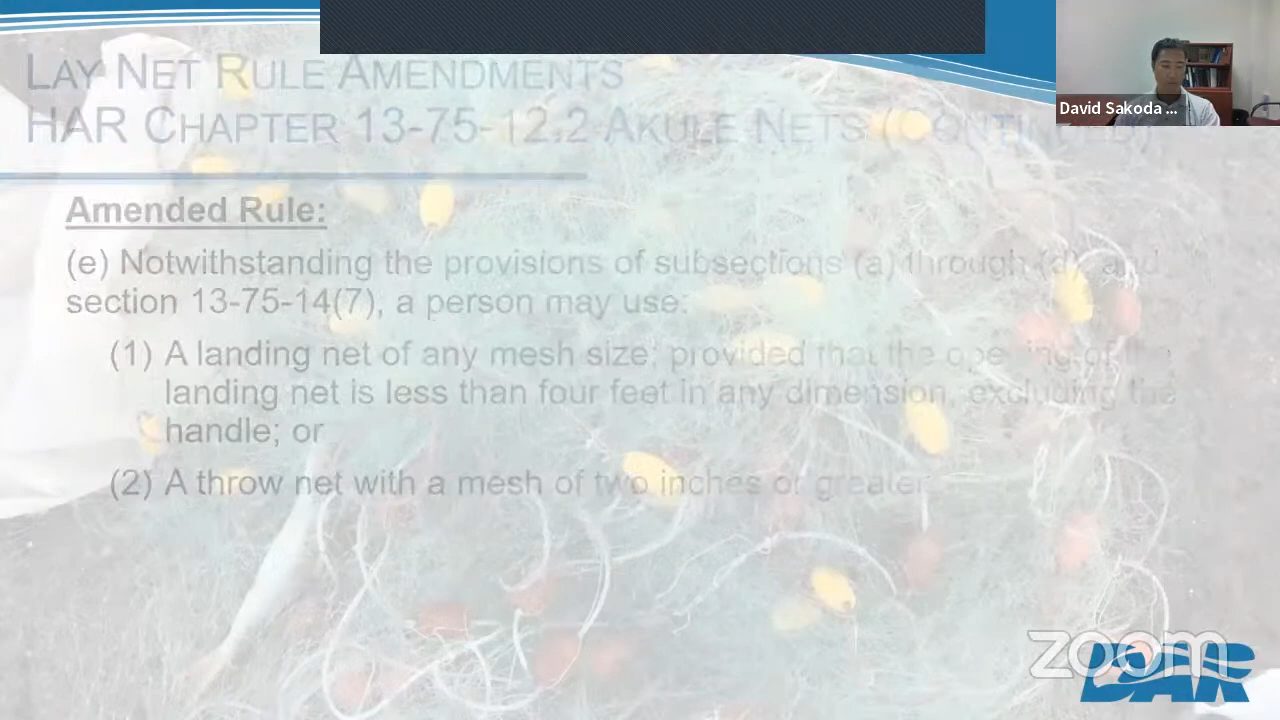 LAY NET RULE AMENDMENTS
HAR CHAPTER 13-75-12.2 AKULE NETS (CONTINUED)
David Sakoda ...
Amended Rule:
(e) Notwithstanding the provisions of subsections (a) through (d), and
section 13-75-14(7), a person may use:
(1) A landing net of any mesh size; provided that the opening of the
landing net is less than four feet in any dimension, excluding the
handle; or
(2) A throw net with a mesh of two inches or greater.
zoom
DAR